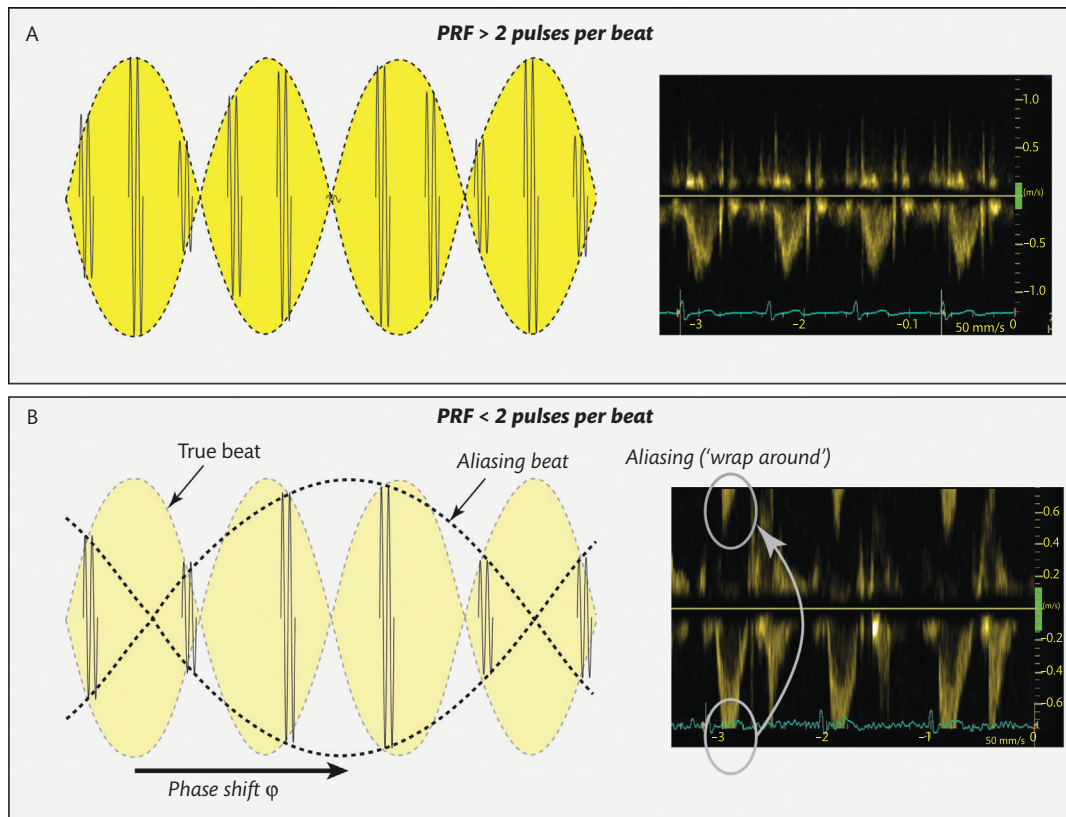 A
PRF > 2 pulses per beat
1.0
0.5
(m/s)
−0.5
−1.0
−3
−2
−0.1
50 mm/s
0
B
PRF < 2 pulses per beat
True beat
Aliasing beat
Aliasing (‘wrap around’)
0.6
0.4
0.2
(m/s)
−0.2
−0.4
−0.6
−3
−2
−1
50 mm/s
0
Phase shift φ